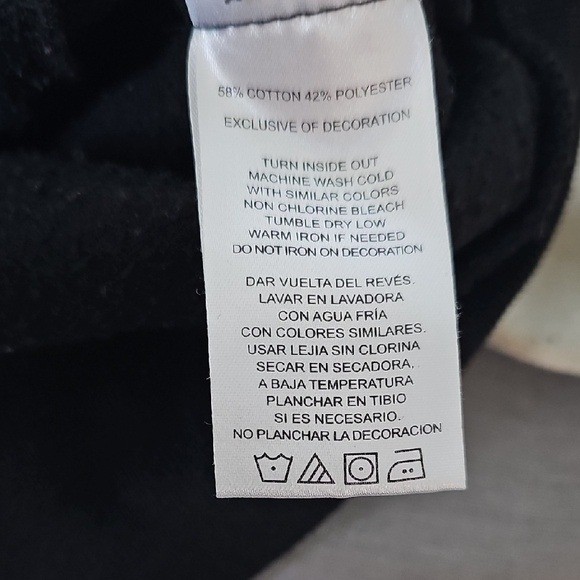 58% COTTON 42% POLYESTER
EXCLUSIVE OF DECORATION
TURN INSIDE OUT
MACHINE WASH COLD
WITH SIMILAR COLORS
NON CHLORINE BLEACH
TUMBLE DRY LOW
WARM IRON IF NEEDED
DO NOT IRON ON DECORATION
DAR VUELTA DEL REVÉS.
LAVAR EN LAVADORA
CON AGUA FRÍA
CON COLORES SIMILARES.
USAR LEJIA SIN CLORINA
SECAR EN SECADORA.
A BAJA TEMPERATURA
PLANCHAR EN TIBIO
SI ES NECESARIO.
NO PLANCHAR LA DECORACION